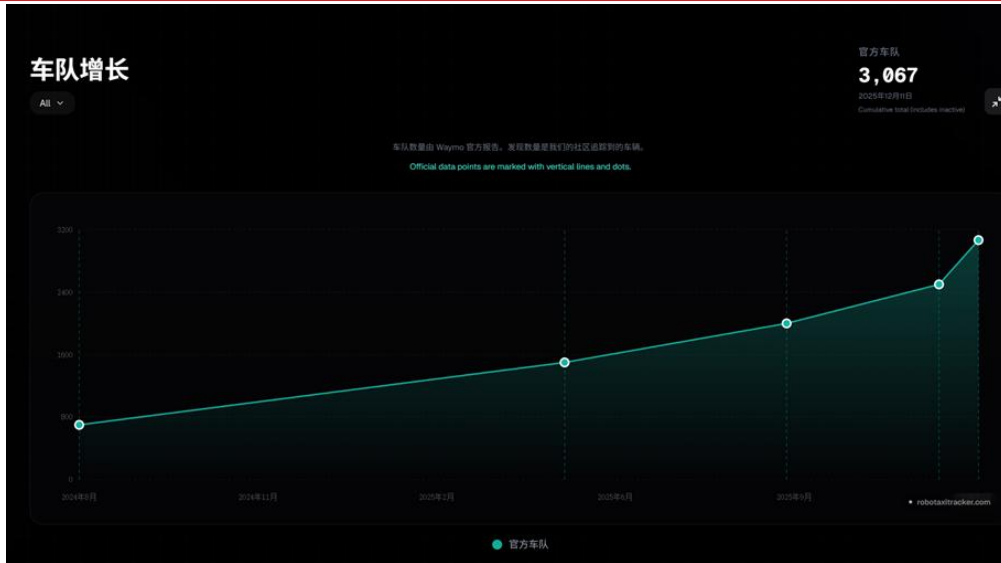 车队增长
All
官方车队
3,067
2025年12月11日
Cumulative total (includes inactive)
车队数量由 Waymo 官方报告。发现数量是我们的社区追踪到的车辆。
Official data points are marked with vertical lines and dots.
3200
2400
1600
800
0
2024年8月
2024年11月
2025年2月
2025年6月
2025年9月
robotaxitracker.com
官方车队